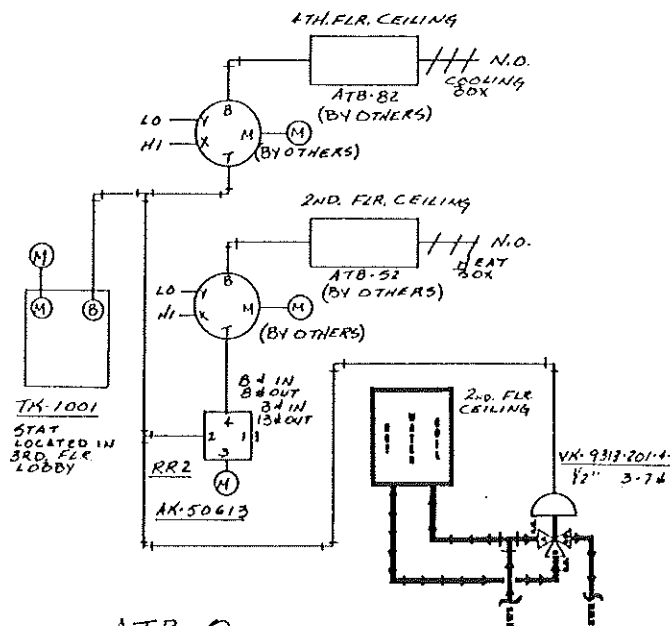 4TH. FLR. CEILING
N.O.
COOLING
BOX
ATB-82
(BY OTHERS)
B
LO
Y
HI
X
M
M
T
(BY OTHERS)
2ND. FLR. CEILING
N.O.
HEAT
BOX
ATB-52
(BY OTHERS)
B
LO
Y
HI
X
M
M
T
(BY OTHERS)
M
M
B
TK-1001
STAT
LOCATED IN
3RD. FLR.
LOBBY
8# IN
8# OUT
3# IN
13# OUT
4
2
1
3
RR2
M
AK-50613
2ND. FLR
CEILING
HOT
WATER
COIL
VK-9313-201-4-
1/2" 3-7#